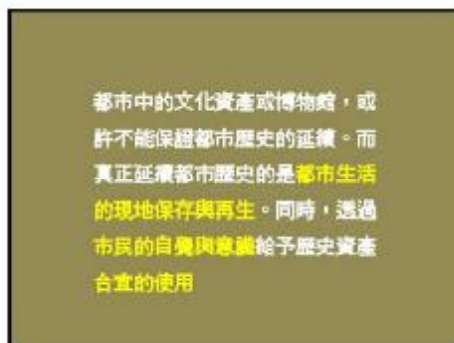 都市中的文化資產或博物館，或
許不能保證都市歷史的延續。而
真正延續都市歷史的是都市生活
的現地保存與再生。同時，透過
市民的自覺與意識給予歷史資產
合宜的使用